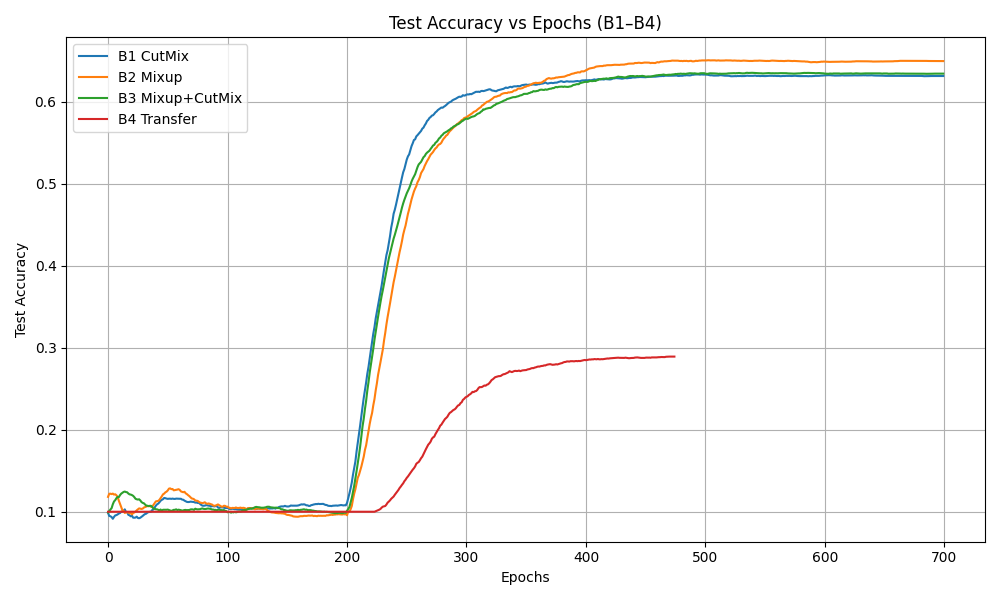 Test Accuracy vs Epochs (B1–B4)
B1 CutMix
B2 Mixup
B3 Mixup+CutMix
B4 Transfer
Test Accuracy
0.6
0.5
0.4
0.3
0.2
0.1
0 100 200 300 400 500 600 700
Epochs